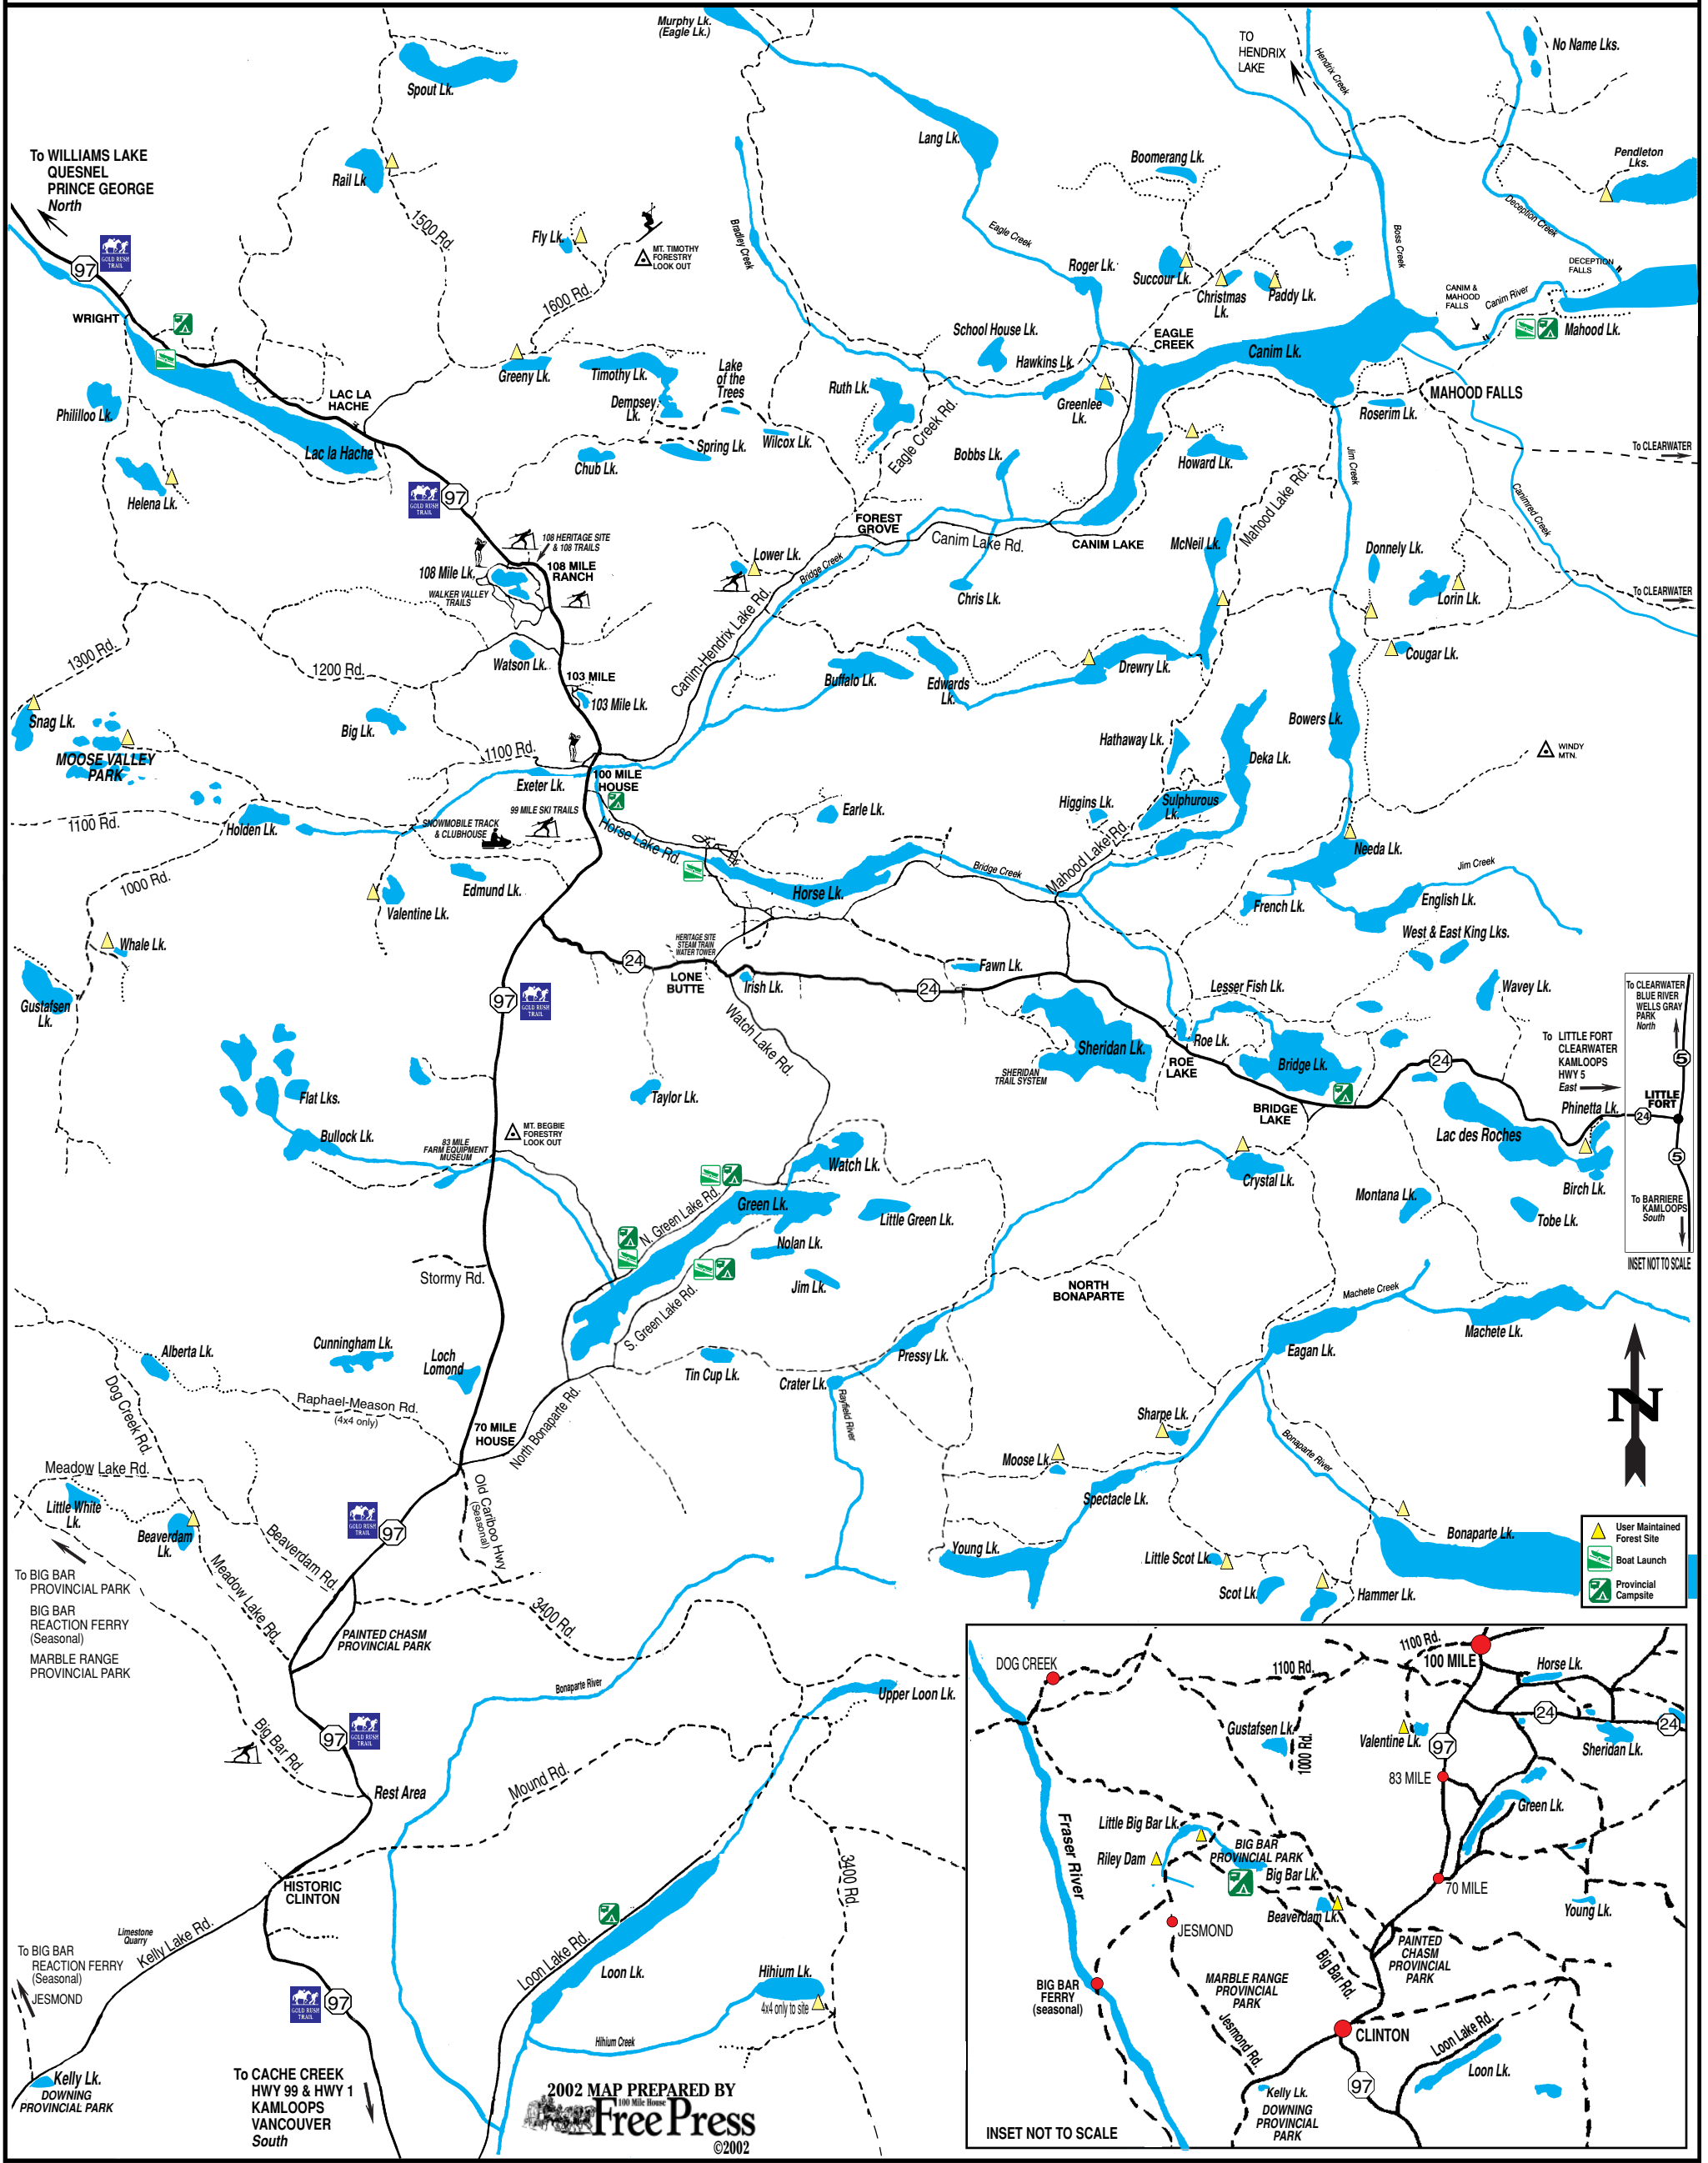 Murphy Lk.
(Eagle Lk.)
TO
HENDRIX
LAKE
Hendrix Creek
No Name Lks.
Spout Lk.
Lang Lk.
Boomerang Lk.
Pendleton
Lks.
To WILLIAMS LAKE
QUESNEL
PRINCE GEORGE
North
Rail Lk
1500 Rd.
Fly Lk.
MT. TIMOTHY
FORESTRY
LOOK OUT
Bradley Creek
Eagle Creek
Boss Creek
Deception Creek
DECEPTION
FALLS
97
GOLD RUSH
TRAIL
1600 Rd.
Roger Lk.
Succour Lk.
Christmas
Lk.
Paddy Lk.
CANIM &
MAHOOD
FALLS
Canim River
Mahood Lk.
WRIGHT
School House Lk.
EAGLE
CREEK
Canim Lk.
Hawkins Lk.
Greeny Lk.
Timothy Lk.
Lake
of the
Trees
Ruth Lk.
Dempsey
Lk.
Greenlee
Lk.
Roserim Lk.
MAHOOD FALLS
LAC LA
HACHE
Phililloo Lk.
Lac la Hache
Eagle Creek Rd.
Wilcox Lk.
Spring Lk.
Chub Lk.
Bobbs Lk.
Howard Lk.
Jim Creek
To CLEARWATER
Helena Lk.
97
GOLD RUSH
TRAIL
Mahood Lake Rd.
Canimred Creek
FOREST
GROVE
Canim Lake Rd.
CANIM LAKE
McNeil Lk.
Donnely Lk.
108 HERITAGE SITE
& 108 TRAILS
108 MILE
RANCH
108 Mile Lk.
WALKER VALLEY
TRAILS
Lower Lk.
Bridge Creek
Chris Lk.
Lorin Lk.
To CLEARWATER
Canim-Hendrix Lake Rd.
1300 Rd.
1200 Rd.
Watson Lk.
Buffalo Lk.
Edwards
Lk.
Drewry Lk.
Cougar Lk.
103 MILE
103 Mile Lk.
Snag Lk.
Big Lk.
Bowers Lk.
MOOSE VALLEY
PARK
1100 Rd.
Hathaway Lk.
Deka Lk.
WINDY
MTN.
Exeter Lk.
100 MILE
HOUSE
99 MILE SKI TRAILS
SNOWMOBILE TRACK
& CLUBHOUSE
Earle Lk.
Higgins Lk.
Sulphurous
Lk.
1100 Rd.
Holden Lk.
Horse Lake Rd.
Mahood Lake Rd.
Needa Lk.
Bridge Creek
Jim Creek
1000 Rd.
Edmund Lk.
Valentine Lk.
Horse Lk.
French Lk.
English Lk.
West & East King Lks.
Whale Lk.
HERITAGE SITE
STEAM TRAIN
WATER TOWER
24
LONE
BUTTE
Irish Lk.
Fawn Lk.
24
Lesser Fish Lk.
Wavey Lk.
Gustafsen
Lk.
97
GOLD RUSH
TRAIL
Watch Lake Rd.
Sheridan Lk.
Roe Lk.
ROE
LAKE
Bridge Lk.
SHERIDAN
TRAIL SYSTEM
24
To LITTLE FORT
CLEARWATER
KAMLOOPS
HWY 5
East
To CLEARWATER
BLUE RIVER
WELLS GRAY
PARK
North
5
LITTLE
FORT
24
5
To BARRIERE
KAMLOOPS
South
INSET NOT TO SCALE
Flat Lks.
Taylor Lk.
BRIDGE
LAKE
Phinetta Lk.
Bullock Lk.
MT. BEGBIE
FORESTRY
LOOK OUT
83 MILE
FARM EQUIPMENT
MUSEUM
Lac des Roches
Watch Lk.
Crystal Lk.
Birch Lk.
N. Green Lake Rd.
Green Lk.
Little Green Lk.
Montana Lk.
Tobe Lk.
Nolan Lk.
Jim Lk.
Stormy Rd.
S. Green Lake Rd.
NORTH
BONAPARTE
Machete Creek
Machete Lk.
Eagan Lk.
Alberta Lk.
Cunningham Lk.
Loch
Lomond
Tin Cup Lk.
Pressy Lk.
Crater Lk.
Rayfield River
N
Dog Creek Rd.
Raphael-Meason Rd.
(4x4 only)
70 MILE
HOUSE
North Bonaparte Rd.
Sharpe Lk.
Moose Lk.
Bonaparte River
Meadow Lake Rd.
Little White
Lk.
Old Cariboo Hwy
(Seasonal)
Spectacle Lk.
97
GOLD RUSH
TRAIL
Beaverdam
Lk.
Beaverdam Rd.
Young Lk.
Bonaparte Lk.
Little Scot Lk.
Scot Lk.
Hammer Lk.
User Maintained
Forest Site
Boat Launch
Provincial
Campsite
To BIG BAR
PROVINCIAL PARK
BIG BAR
REACTION FERRY
(Seasonal)
MARBLE RANGE
PROVINCIAL PARK
Meadow Lake Rd.
3400 Rd.
PAINTED CHASM
PROVINCIAL PARK
Bonaparte River
Upper Loon Lk.
97
GOLD RUSH
TRAIL
Big Bar Rd.
Rest Area
Mound Rd.
3400 Rd.
HISTORIC
CLINTON
Limestone
Quarry
Kelly Lake Rd.
To BIG BAR
REACTION FERRY
(Seasonal)
JESMOND
Loon Lake Rd.
Loon Lk.
Hihium Lk.
4x4 only to site
97
GOLD RUSH
TRAIL
Hihium Creek
Kelly Lk.
DOWNING
PROVINCIAL PARK
To CACHE CREEK
HWY 99 & HWY 1
KAMLOOPS
VANCOUVER
South
2002 MAP PREPARED BY
100 Mile House
Free Press
©2002
DOG CREEK
1100 Rd.
1100 Rd.
100 MILE
Horse Lk.
Gustafsen Lk.
1000 Rd.
Valentine Lk.
97
24
24
Sheridan Lk.
83 MILE
Green Lk.
Fraser River
Little Big Bar Lk.
BIG BAR
PROVINCIAL PARK
Riley Dam
Big Bar Lk.
70 MILE
Beaverdam Lk.
Young Lk.
JESMOND
PAINTED
CHASM
PROVINCIAL
PARK
Big Bar Rd.
BIG BAR
FERRY
(seasonal)
MARBLE RANGE
PROVINCIAL
PARK
Jesmond Rd.
CLINTON
Loon Lake Rd.
Loon Lk.
97
Kelly Lk.
DOWNING
PROVINCIAL
PARK
INSET NOT TO SCALE